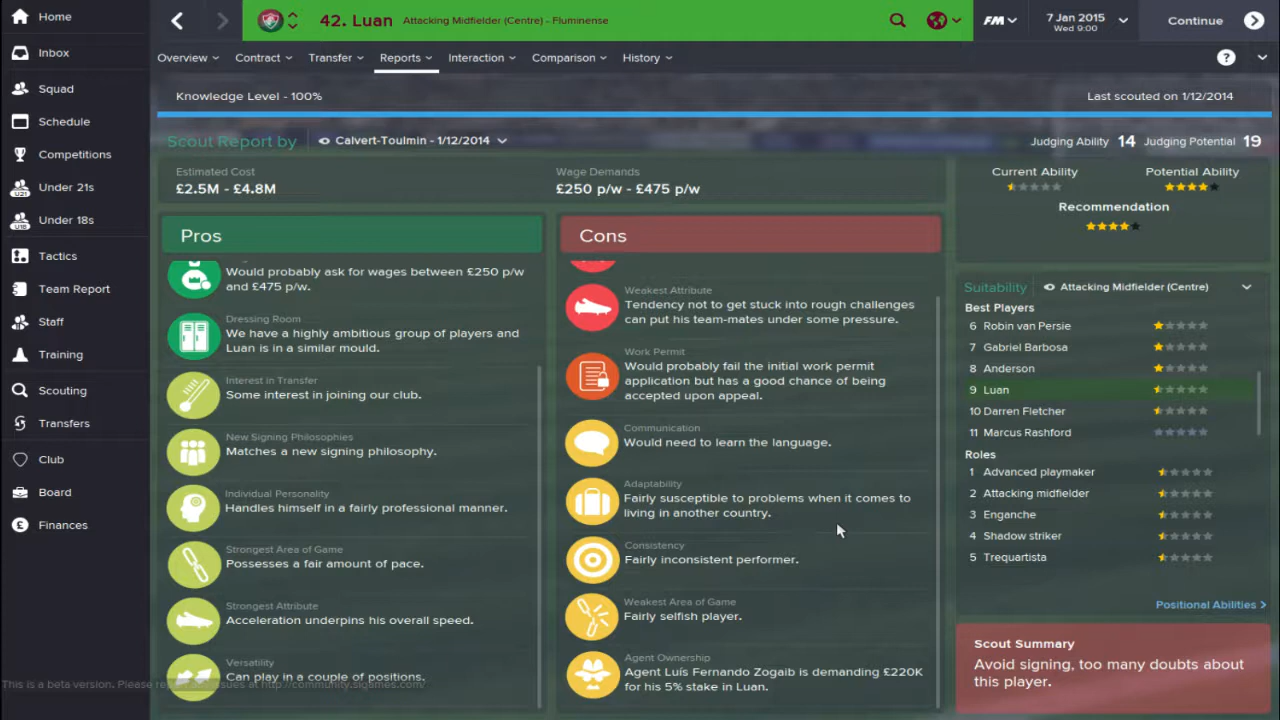 Home
Inbox
Squad
Schedule
Competitions
Under 21s
Under 18s
Tactics
Team Report
Staff
Training
Scouting
Transfers
Club
Board
Finances
42. Luan Attacking Midfielder (Centre) - Fluminense
FM
7 Jan 2015
Wed 9:00
Continue
Overview Contract Transfer Reports Interaction Comparison History
Knowledge Level - 100%
Last scouted on 1/12/2014
Scout Report by Calvert-Toulmin - 1/12/2014
Judging Ability 14 Judging Potential 19
Estimated Cost
£2.5M - £4.8M
Wage Demands
£250 p/w - £475 p/w
Pros
Would probably ask for wages between £250 p/w
and £475 p/w.
Dressing Room
We have a highly ambitious group of players and
Luan is in a similar mould.
Interest in Transfer
Some interest in joining our club.
New Signing Philosophies
Matches a new signing philosophy.
Individual Personality
Handles himself in a fairly professional manner.
Strongest Area of Game
Possesses a fair amount of pace.
Strongest Attribute
Acceleration underpins his overall speed.
Versatility
Can play in a couple of positions.
Cons
Weakest Attribute
Tendency not to get stuck into rough challenges
can put his team-mates under some pressure.
Work Permit
Would probably fail the initial work permit
application but has a good chance of being
accepted upon appeal.
Communication
Would need to learn the language.
Adaptability
Fairly susceptible to problems when it comes to
living in another country.
Consistency
Fairly inconsistent performer.
Weakest Area of Game
Fairly selfish player.
Agent Ownership
Agent Luís Fernando Zogaib is demanding £220K
for his 5% stake in Luan.
Current Ability
Potential Ability
Recommendation
Suitability Attacking Midfielder (Centre)
Best Players
6 Robin van Persie
7 Gabriel Barbosa
8 Anderson
9 Luan
10 Darren Fletcher
11 Marcus Rashford
Roles
1 Advanced playmaker
2 Attacking midfielder
3 Enganche
4 Shadow striker
5 Trequartista
Positional Abilities >
Scout Summary
Avoid signing, too many doubts about
this player.
This is a beta version. Please report issues at http://community.sigames.com/